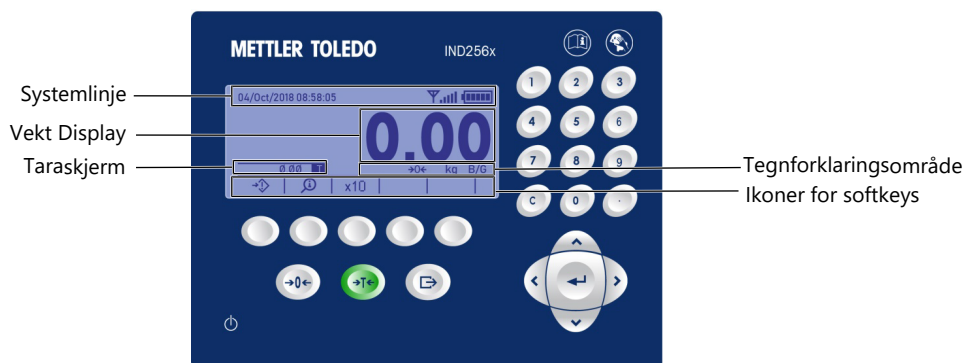 METTLER TOLEDO IND256x
Systemlinje
04/Oct/2018 08:58:05
Vekt Display
0.00
Taraskjerm
0.00 T
→0← kg B/G
Tegnforklaringsområde
x10
Ikoner for softkeys
1 2 3
4 5 6
7 8 9
C 0 .
→0← →T←